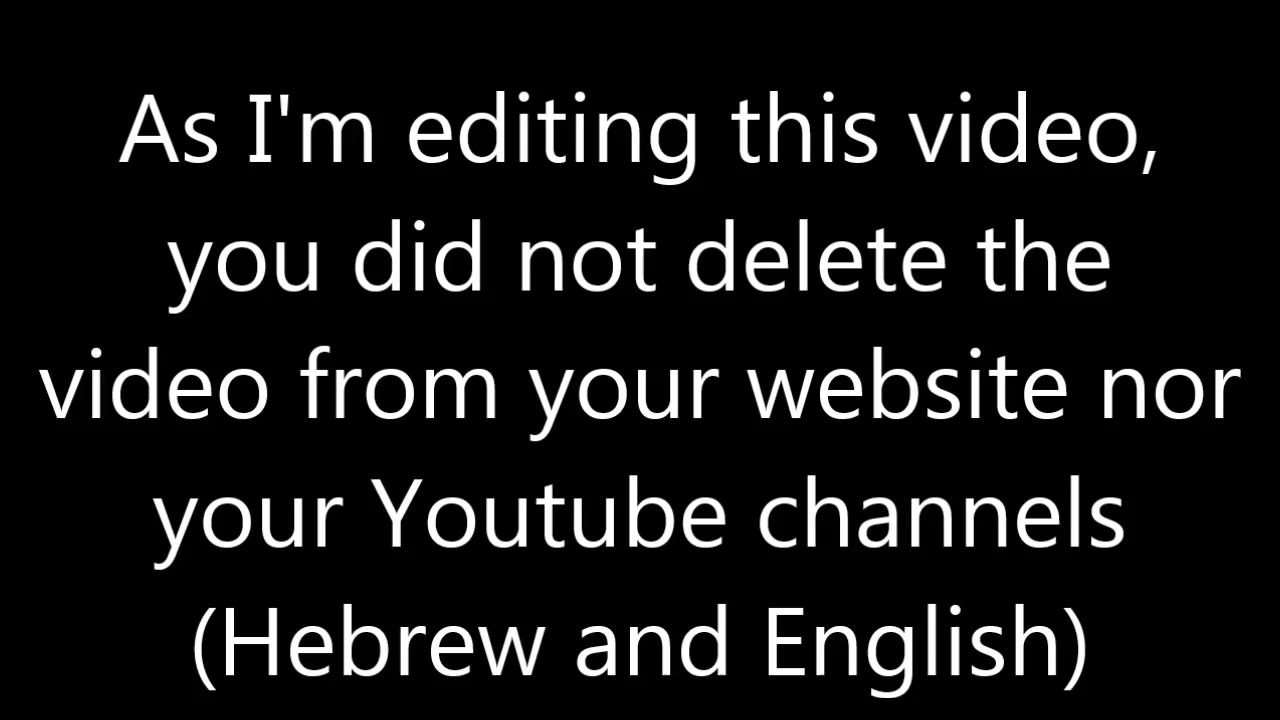 As I'm editing this video,
you did not delete the
video from your website nor
your Youtube channels
(Hebrew and English)